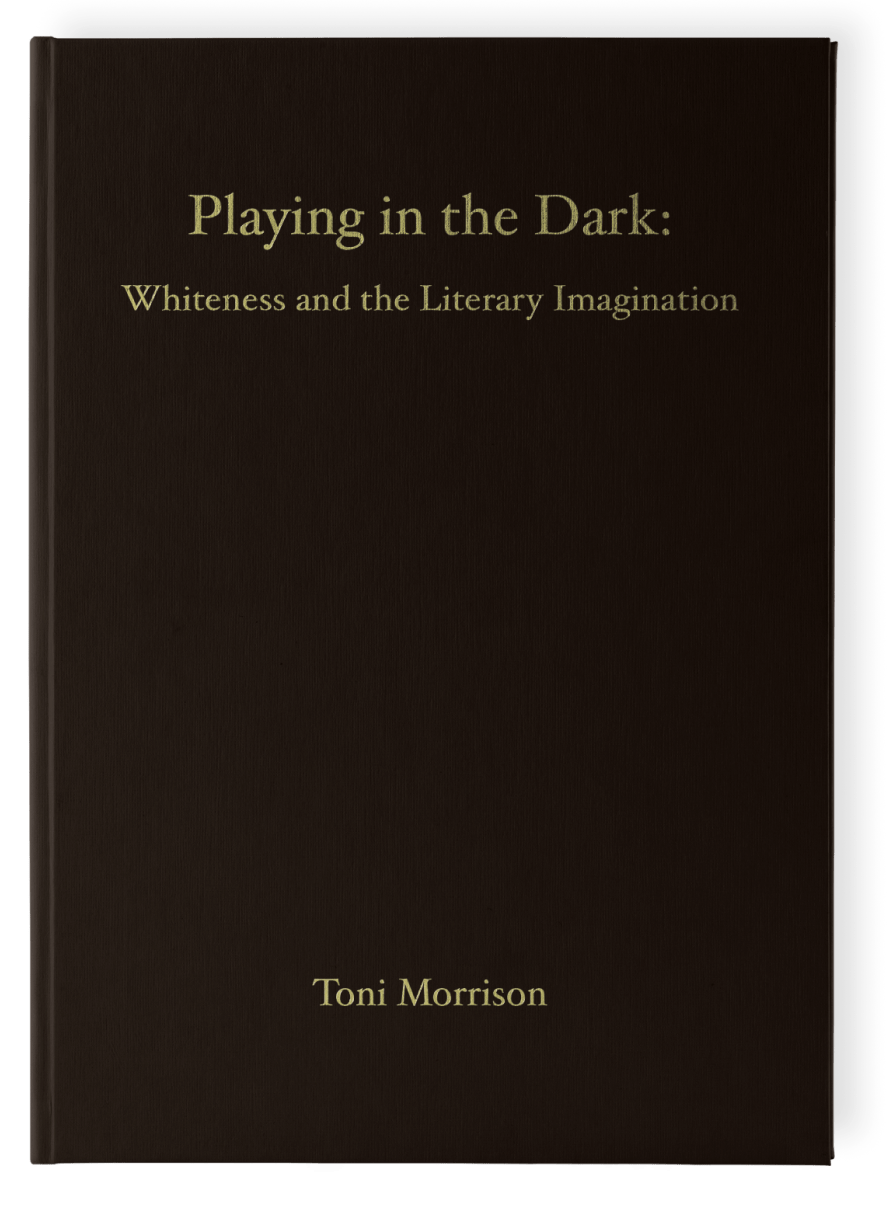 Playing in the Dark:
Whiteness and the Literary Imagination
Toni Morrison